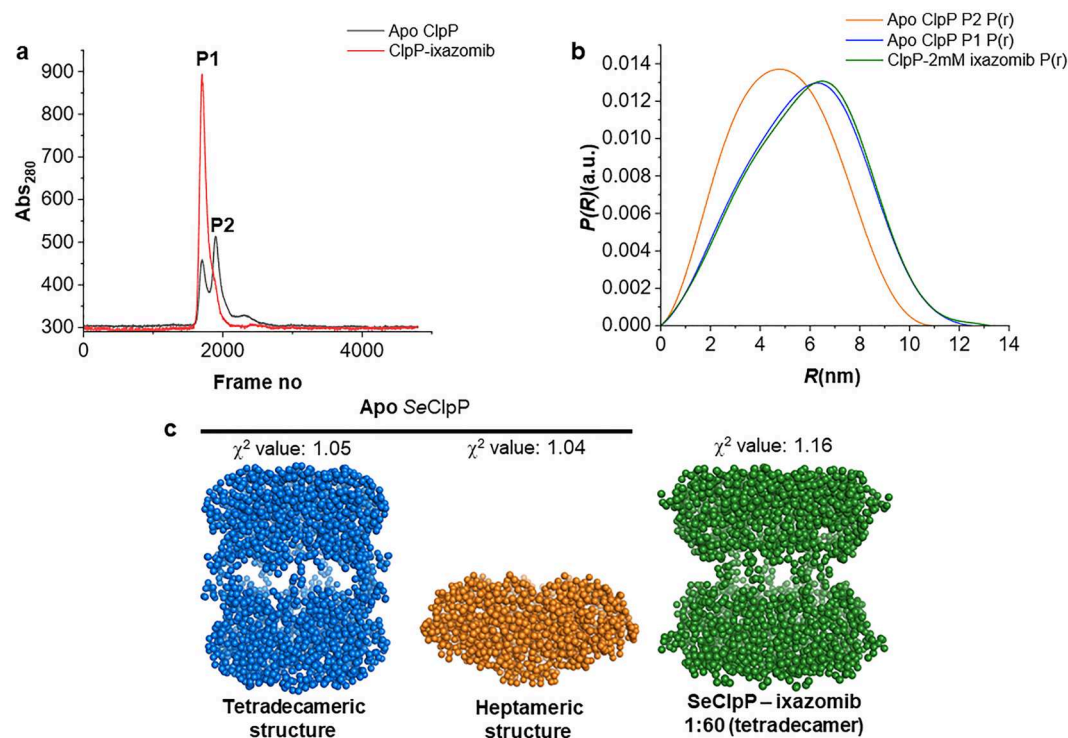 a
Apo ClpP
ClpP-ixazomib
P1
P2
900
800
700
600
500
400
300
Abs280
0
2000
4000
Frame no
b
Apo ClpP P2 P(r)
Apo ClpP P1 P(r)
ClpP-2mM ixazomib P(r)
0.014
0.012
0.010
0.008
0.006
0.004
0.002
0.000
P(R)(a.u.)
0 2 4 6 8 10 12 14
R(nm)
Apo SeClpP
c
χ² value: 1.05
χ² value: 1.04
χ² value: 1.16
Tetradecameric
structure
Heptameric
structure
SeClpP – ixazomib
1:60 (tetradecamer)